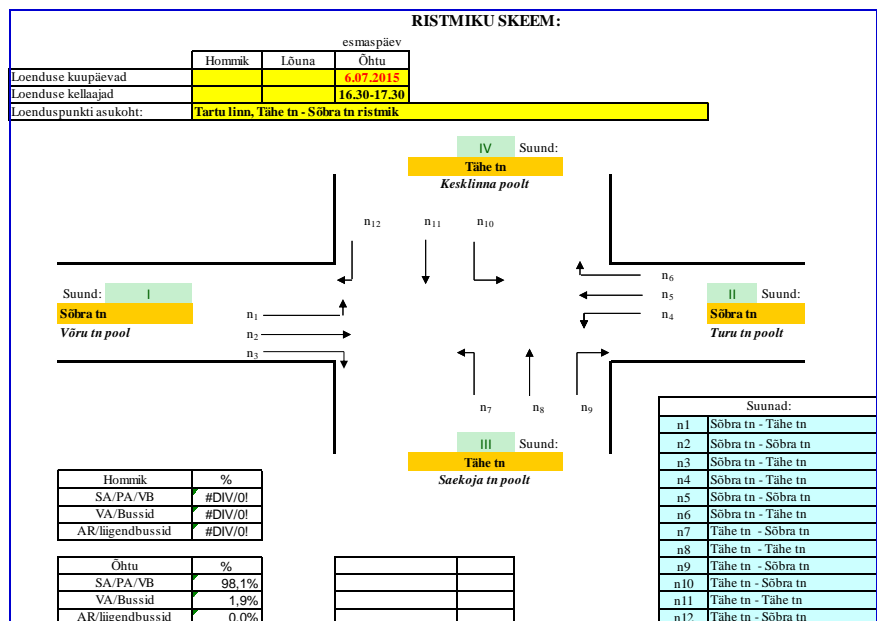 RISTMIKU SKEEM:
esmaspäev
Hommik Lõuna Õhtu
Loenduse kuupäevad 6.07.2015
Loenduse kellaajad 16.30-17.30
Loenduspunkti asukoht: Tartu linn, Tähe tn - Sõbra tn ristmik
IV Suund:
Tähe tn
Kesklinna poolt
n12 n11 n10
n6
Suund: I
n5
II Suund:
Sõbra tn
n1
n4
Sõbra tn
Võru tn pool
n2
Turu tn poolt
n3
n7 n8 n9
III Suund:
Tähe tn
Saekoja tn poolt
Suunad:
n1 Sõbra tn - Tähe tn
n2 Sõbra tn - Sõbra tn
n3 Sõbra tn - Tähe tn
n4 Sõbra tn - Tähe tn
n5 Sõbra tn - Sõbra tn
n6 Sõbra tn - Tähe tn
n7 Tähe tn - Sõbra tn
n8 Tähe tn - Tähe tn
n9 Tähe tn - Sõbra tn
n10 Tähe tn - Sõbra tn
n11 Tähe tn - Tähe tn
n12 Tähe tn - Sõbra tn
Hommik %
SA/PA/VB #DIV/0!
VA/Bussid #DIV/0!
AR/liigendbussid #DIV/0!
Õhtu %
SA/PA/VB 98,1%
VA/Bussid 1,9%
AR/liigendbussid 0,0%